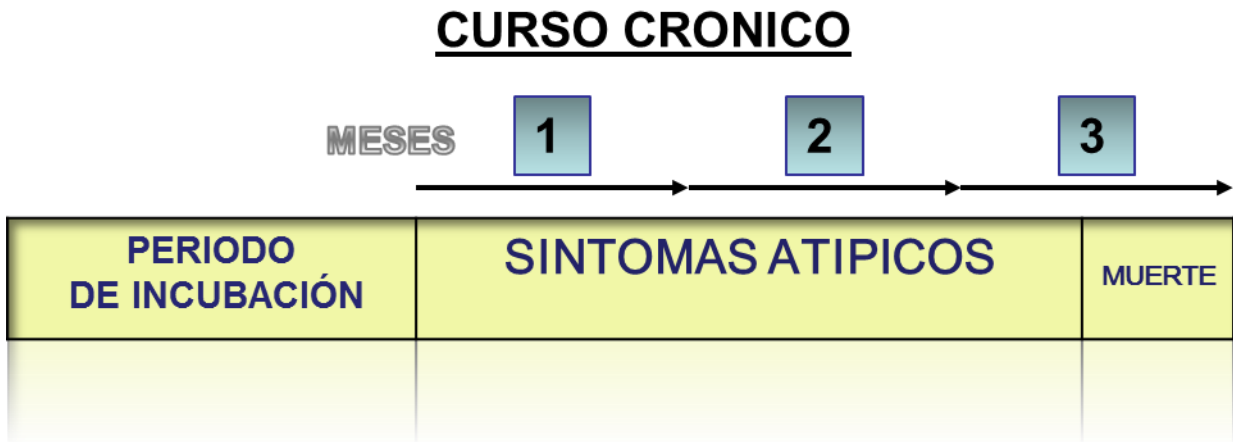 CURSO CRONICO
MESES 1 2 3
PERIODO
DE INCUBACIÓN
SINTOMAS ATIPICOS
MUERTE